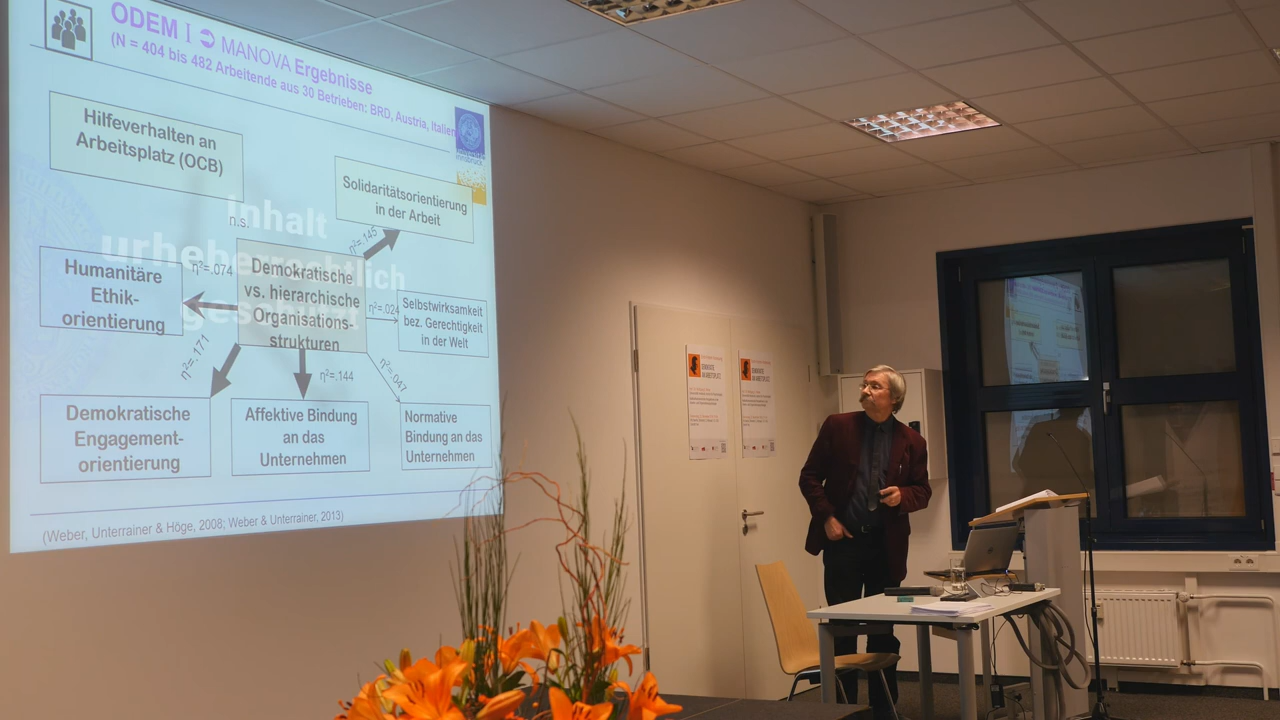 ODEM I ➲ MANOVA Ergebnisse
(N = 404 bis 482 Arbeitende aus 30 Betrieben: BRD, Austria, Italien
Hilfeverhalten an
Arbeitsplatz (OCB)
Solidaritätsorientierung
in der Arbeit
inhalt
urheberrechtlich
n.s.
η²=.145
Humanitäre
Ethik-
orientierung
η²=.074
Demokratische
vs. hierarchische
Organisations-
strukturen
η²=.024
Selbstwirksamkeit
bez. Gerechtigkeit
in der Welt
η²=.171
η²=.144
η²=.047
Demokratische
Engagement-
orientierung
Affektive Bindung
an das
Unternehmen
Normative
Bindung an das
Unternehmen
(Weber, Unterrainer & Höge, 2008; Weber & Unterrainer, 2013)